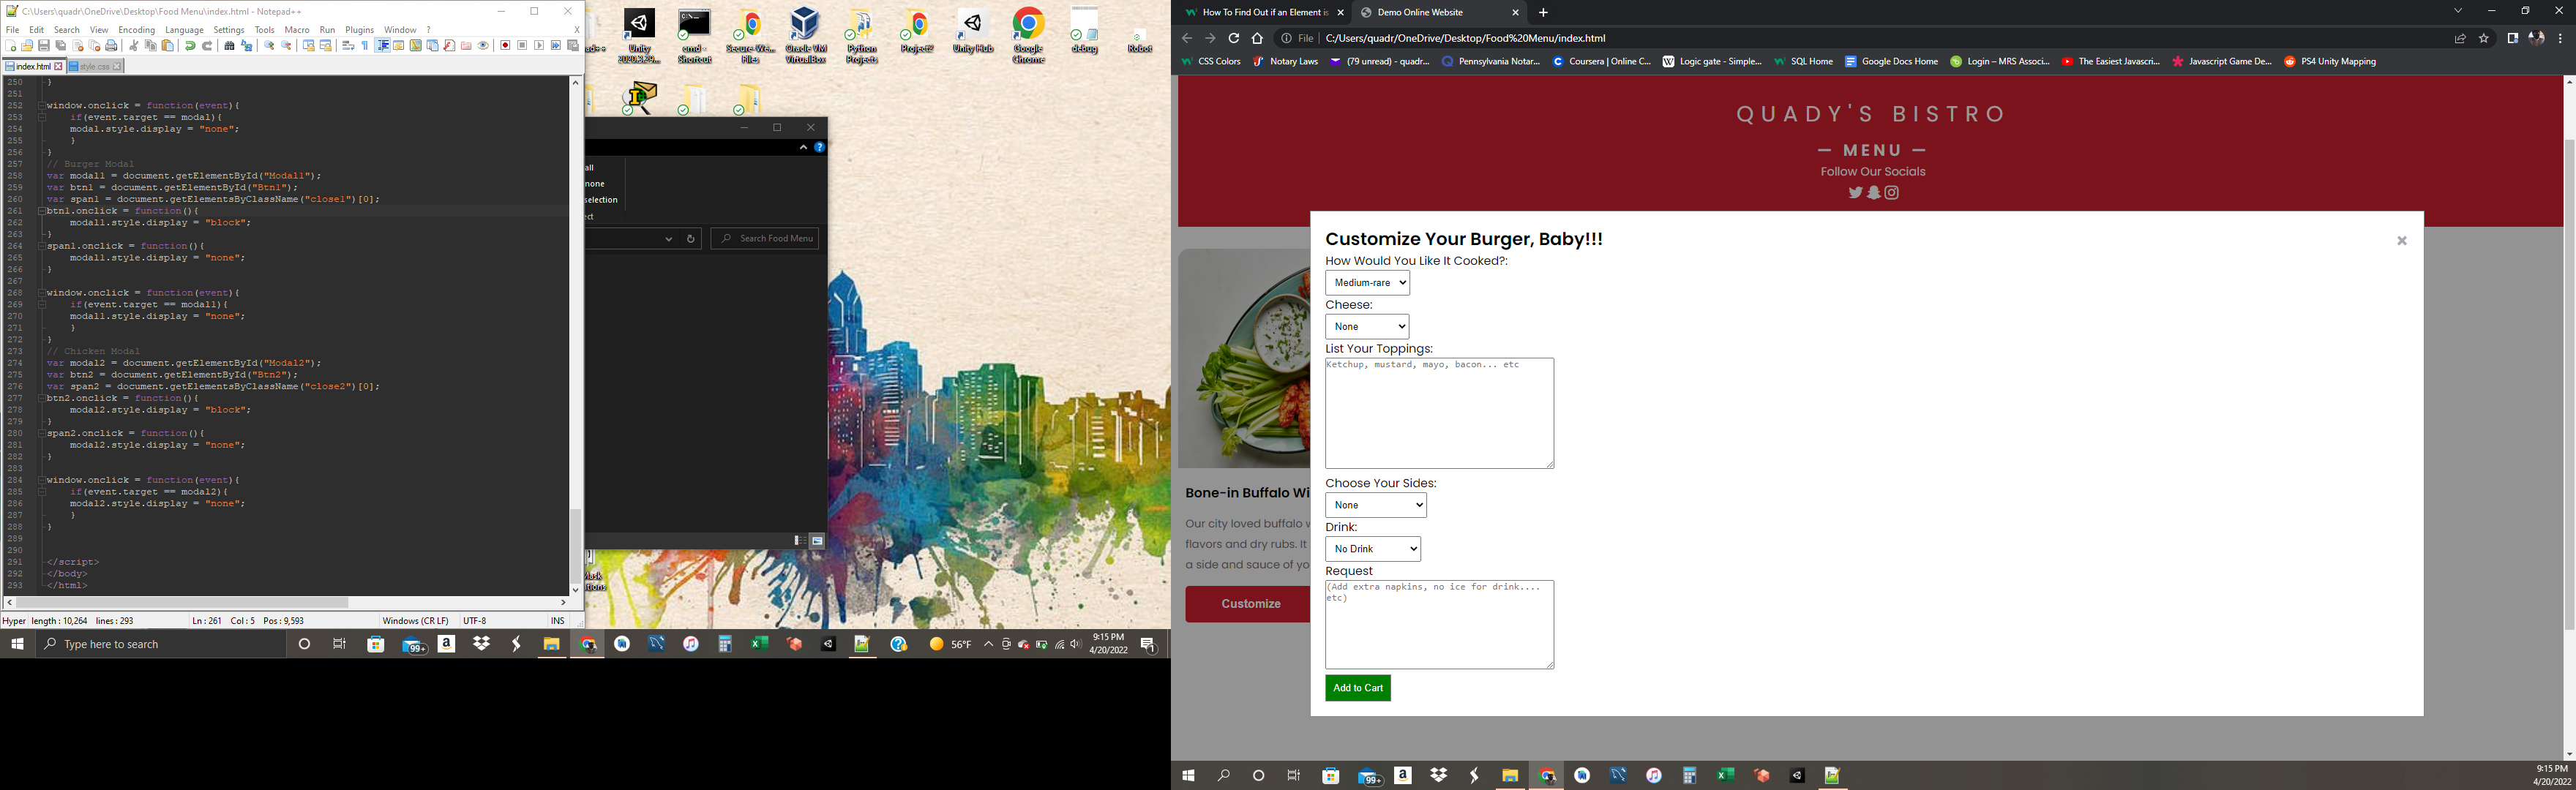 C:\Users\quadr\OneDrive\Desktop\Food Menu\index.html - Notepad++
File Edit Search View Encoding Language Settings Tools Macro Run Plugins Window ? X
index.html style.css
250 }
251
252 window.onclick = function(event){
253 if(event.target == modal){
254 modal.style.display = "none";
255 }
256 }
257 // Burger Modal
258 var modal1 = document.getElementById("Modal1");
259 var btn1 = document.getElementById("Btn1");
260 var span1 = document.getElementsByClassName("close1")[0];
261 btn1.onclick = function(){
262 modal1.style.display = "block";
263 }
264 span1.onclick = function(){
265 modal1.style.display = "none";
266 }
267
268 window.onclick = function(event){
269 if(event.target == modal1){
270 modal1.style.display = "none";
271 }
272 }
273 // Chicken Modal
274 var modal2 = document.getElementById("Modal2");
275 var btn2 = document.getElementById("Btn2");
276 var span2 = document.getElementsByClassName("close2")[0];
277 btn2.onclick = function(){
278 modal2.style.display = "block";
279 }
280 span2.onclick = function(){
281 modal2.style.display = "none";
282 }
283
284 window.onclick = function(event){
285 if(event.target == modal2){
286 modal2.style.display = "none";
287 }
288 }
289
290
291 </script>
292 </body>
293 </html>
Hyper length : 10,264 lines : 293 Ln : 261 Col : 5 Pos : 9,593 Windows (CR LF) UTF-8 INS
Unity 2020.3.29...
cmd - Shortcut
Secure-We... Files
Oracle VM VirtualBox
Python Projects
Project2
Unity Hub
Google Chrome
debug
Robot
all
none
selection
ect
Search Food Menu
Mask
tions
Type here to search
99+
56°F
9:15 PM
4/20/2022
1
How To Find Out if an Element is
Demo Online Website
File C:/Users/quadr/OneDrive/Desktop/Food%20Menu/index.html
CSS Colors Notary Laws (79 unread) - quadr... Pennsylvania Notar... Coursera | Online C... Logic gate - Simple... SQL Home Google Docs Home Login – MRS Associ... The Easiest Javascri... Javascript Game De... PS4 Unity Mapping
QUADY'S BISTRO
— MENU —
Follow Our Socials
Customize Your Burger, Baby!!!
How Would You Like It Cooked?:
Medium-rare
Cheese:
None
List Your Toppings:
Ketchup, mustard, mayo, bacon... etc
Choose Your Sides:
None
Drink:
No Drink
Request
(Add extra napkins, no ice for drink....
etc)
Add to Cart
Bone-in Buffalo Wi
Our city loved buffalo w
flavors and dry rubs. It
a side and sauce of yo
Customize
99+
9:15 PM
4/20/2022